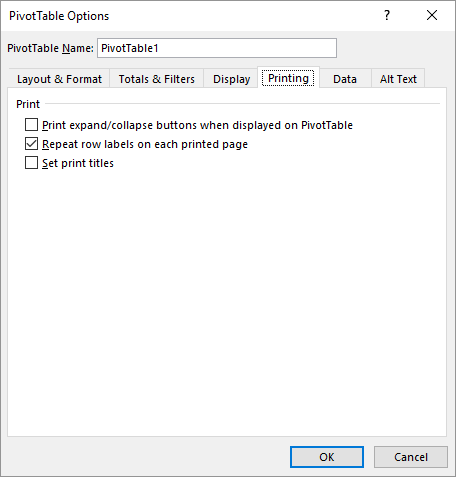 PivotTable Options ?
PivotTable Name: PivotTable1
Layout & Format Totals & Filters Display Printing Data Alt Text
Print
Print expand/collapse buttons when displayed on PivotTable
Repeat row labels on each printed page
Set print titles
OK Cancel